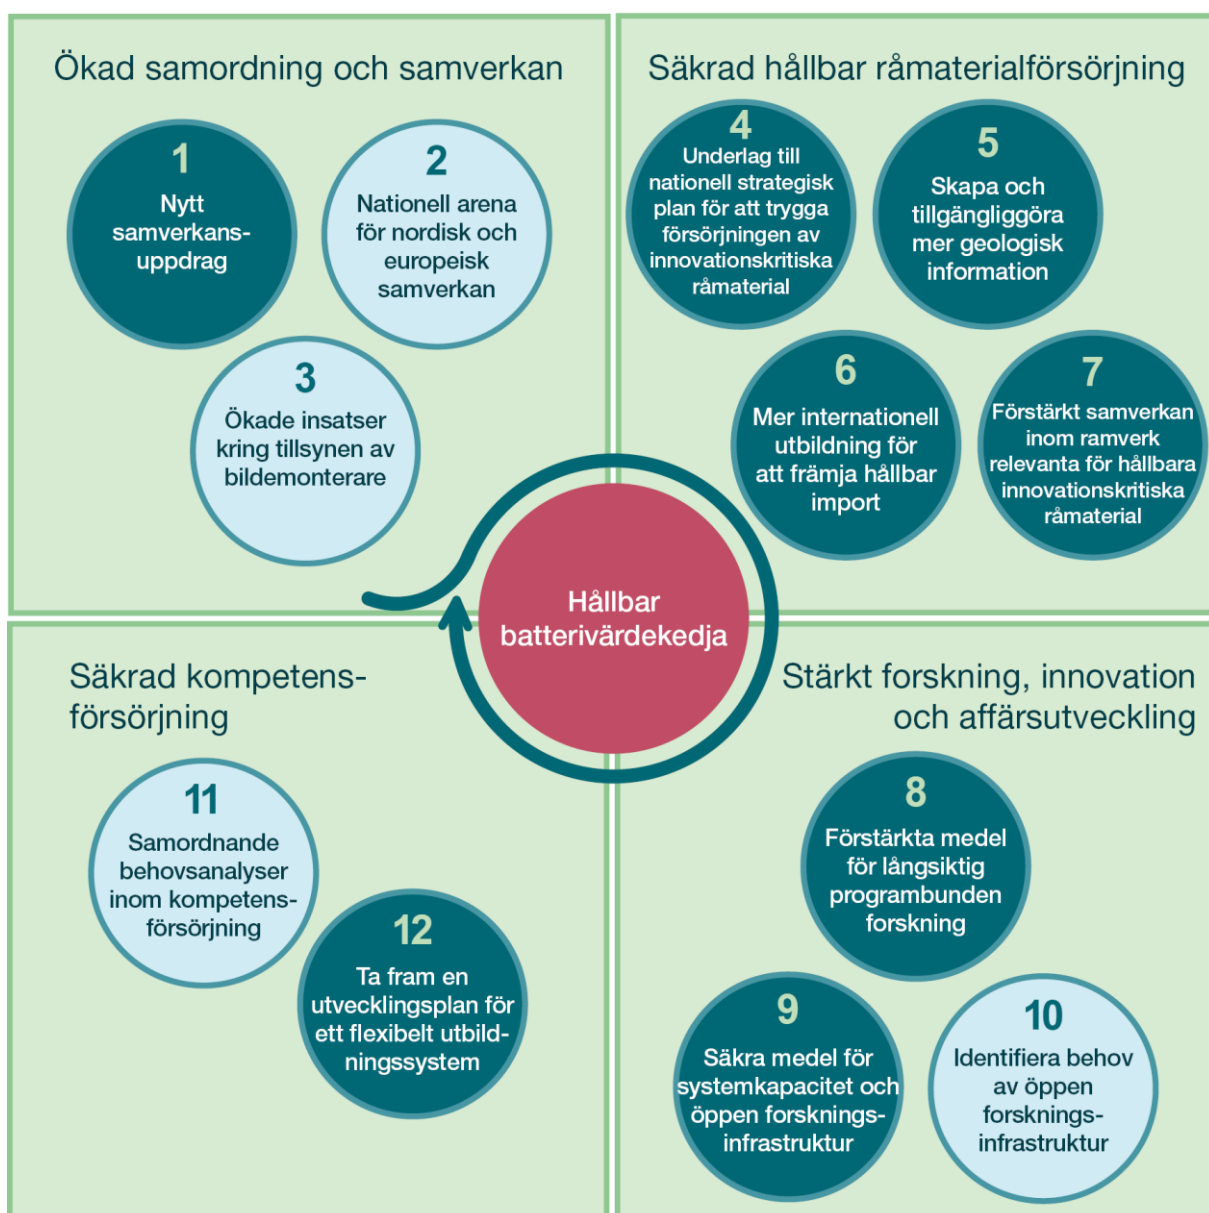 Ökad samordning och samverkan
1
Nytt
samverkans-
uppdrag
2
Nationell arena
för nordisk och
europeisk
samverkan
3
Ökade insatser
kring tillsynen av
bildemonterare
Säkrad hållbar råmaterialförsörjning
4
Underlag till
nationell strategisk
plan för att trygga
försörjningen av
innovationskritiska
råmaterial
5
Skapa och
tillgängliggöra
mer geologisk
information
6
Mer internationell
utbildning för
att främja hållbar
import
7
Förstärkt samverkan
inom ramverk
relevanta för hållbara
innovationskritiska
råmaterial
Hållbar
batterivärdekedja
Säkrad kompetens-
försörjning
11
Samordnande
behovsanalyser
inom kompetens-
försörjning
12
Ta fram en
utvecklingsplan för
ett flexibelt utbild-
ningssystem
Stärkt forskning, innovation
och affärsutveckling
8
Förstärkta medel
för långsiktig
programbunden
forskning
9
Säkra medel för
systemkapacitet och
öppen forsknings-
infrastruktur
10
Identifiera behov
av öppen
forsknings-
infrastruktur